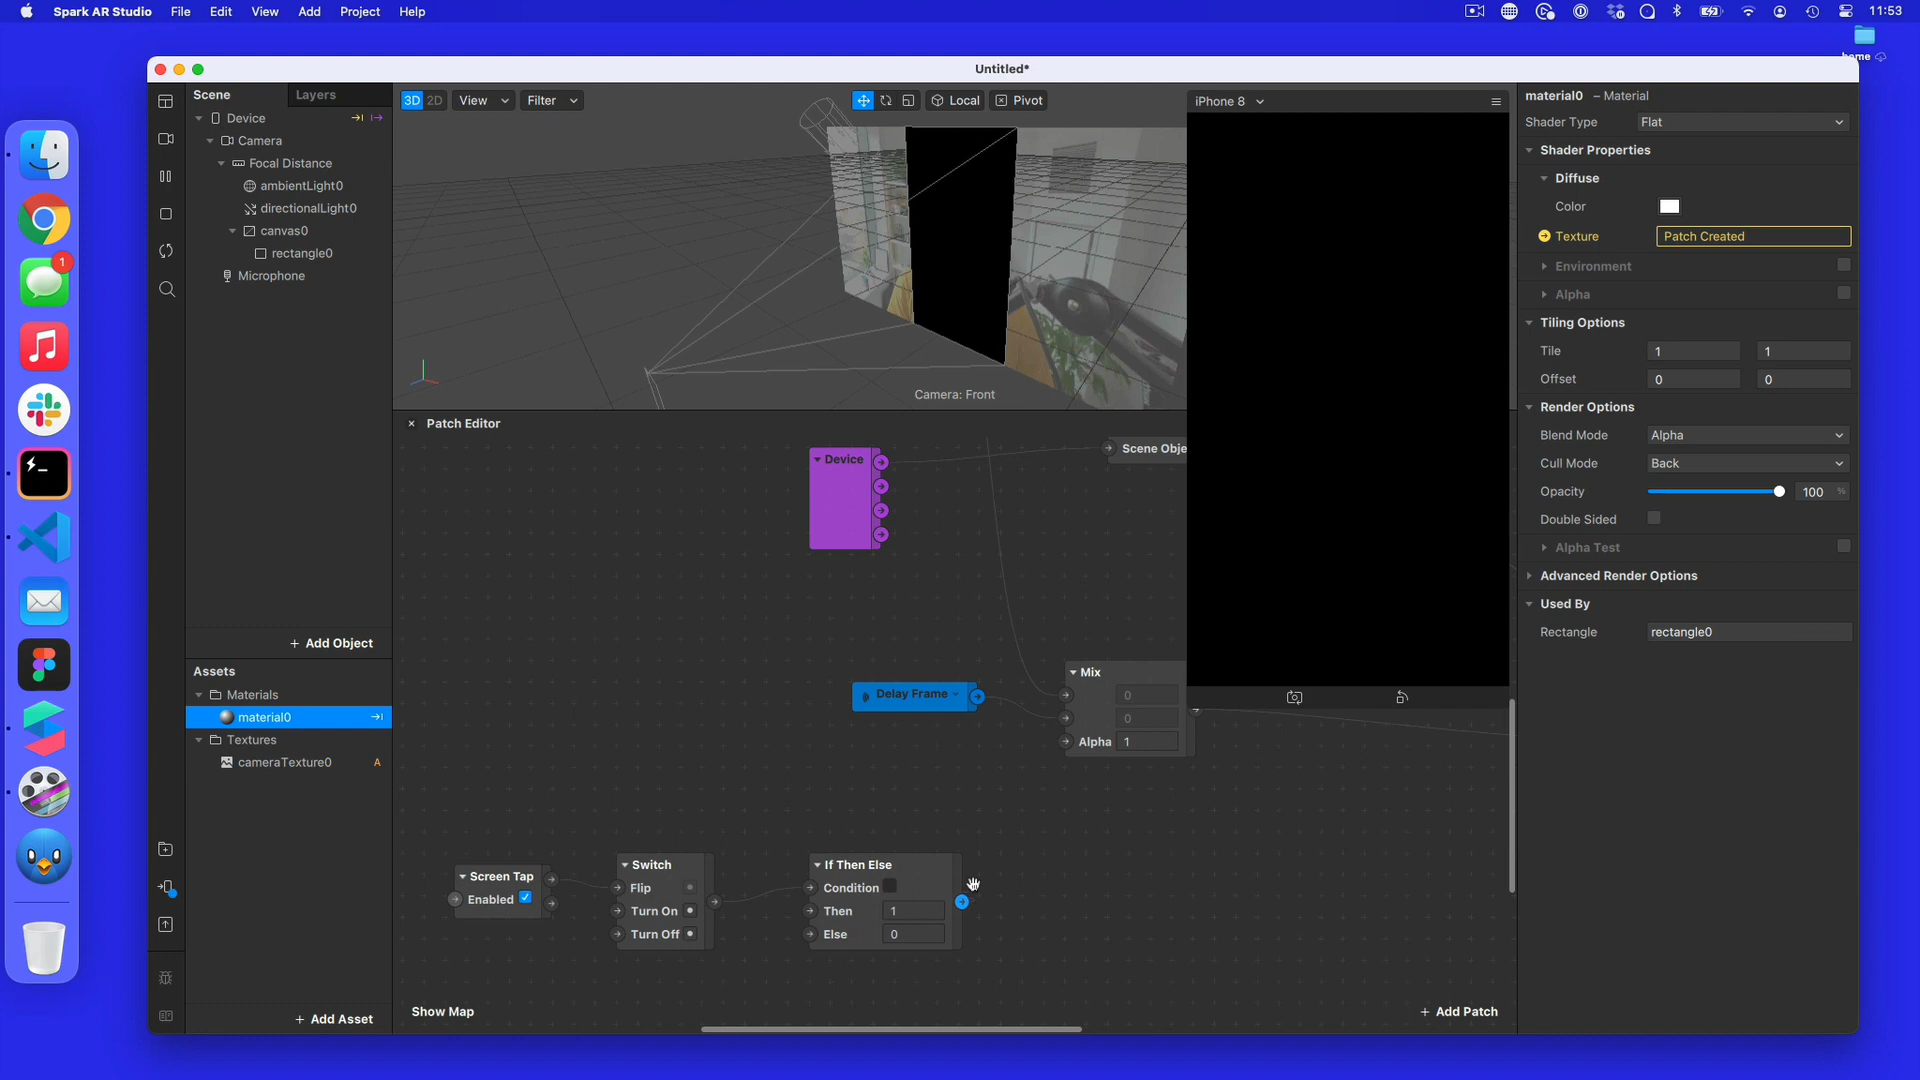 Spark AR Studio File Edit View Add Project Help 11:53
home
Untitled*
Scene Layers
Device
Camera
Focal Distance
ambientLight0
directionalLight0
canvas0
rectangle0
Microphone
+ Add Object
Assets
Materials
material0
Textures
cameraTexture0 A
+ Add Asset
3D 2D View Filter Local Pivot
Camera: Front
iPhone 8
Patch Editor
Device
Scene Obje
Delay Frame
Mix
0
0
Alpha 1
Screen Tap
Enabled
Switch
Flip
Turn On
Turn Off
If Then Else
Condition
Then 1
Else 0
Show Map
+ Add Patch
material0 – Material
Shader Type Flat
Shader Properties
Diffuse
Color
Texture Patch Created
Environment
Alpha
Tiling Options
Tile 1 1
Offset 0 0
Render Options
Blend Mode Alpha
Cull Mode Back
Opacity 100 %
Double Sided
Alpha Test
Advanced Render Options
Used By
Rectangle rectangle0
1